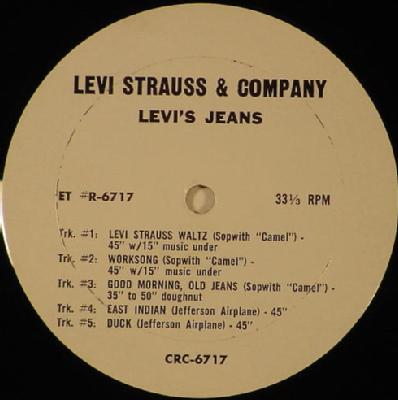 LEVI STRAUSS & COMPANY
LEVI'S JEANS
ET #R-6717 33⅓ RPM
Trk. #1: LEVI STRAUSS WALTZ (Sopwith "Camel") -
45" w/15" music under
Trk. #2: WORKSONG (Sopwith "Camel") -
45" w/15" music under
Trk. #3: GOOD MORNING, OLD JEANS (Sopwith "Camel") -
35" to 50" doughnut
Trk. #4: EAST INDIAN (Jefferson Airplane) - 45"
Trk. #5: DUCK (Jefferson Airplane) - 45"
CRC-6717